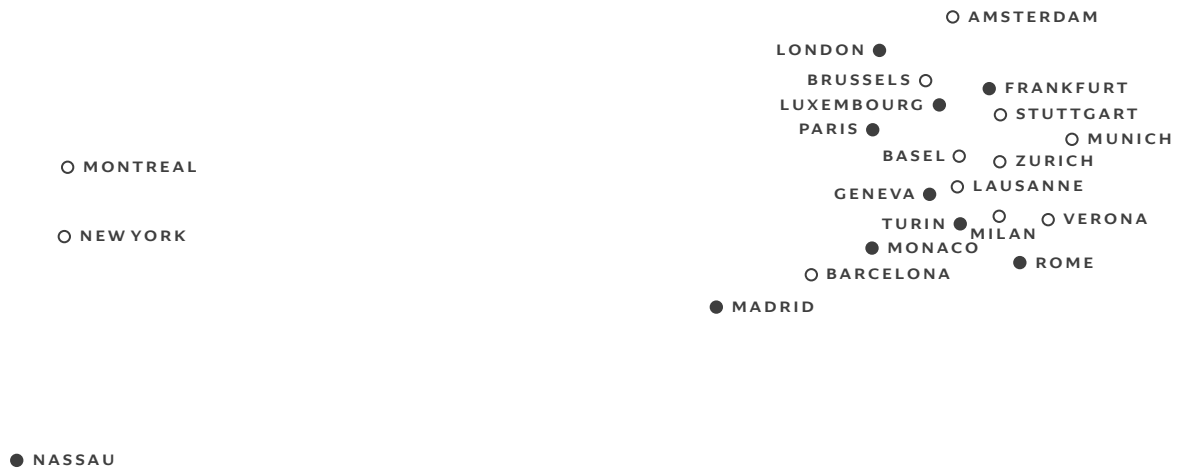 AMSTERDAM
LONDON
BRUSSELS
FRANKFURT
LUXEMBOURG
STUTTGART
PARIS
MUNICH
BASEL
ZURICH
MONTREAL
LAUSANNE
GENEVA
VERONA
TURIN
MILAN
NEW YORK
MONACO
ROME
BARCELONA
MADRID
NASSAU